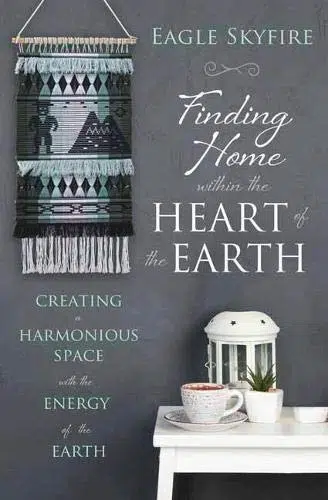 EAGLE SKYFIRE
Finding
Home
within the
HEART of
the EARTH
CREATING
a
HARMONIOUS
SPACE
with the
ENERGY
of the
EARTH